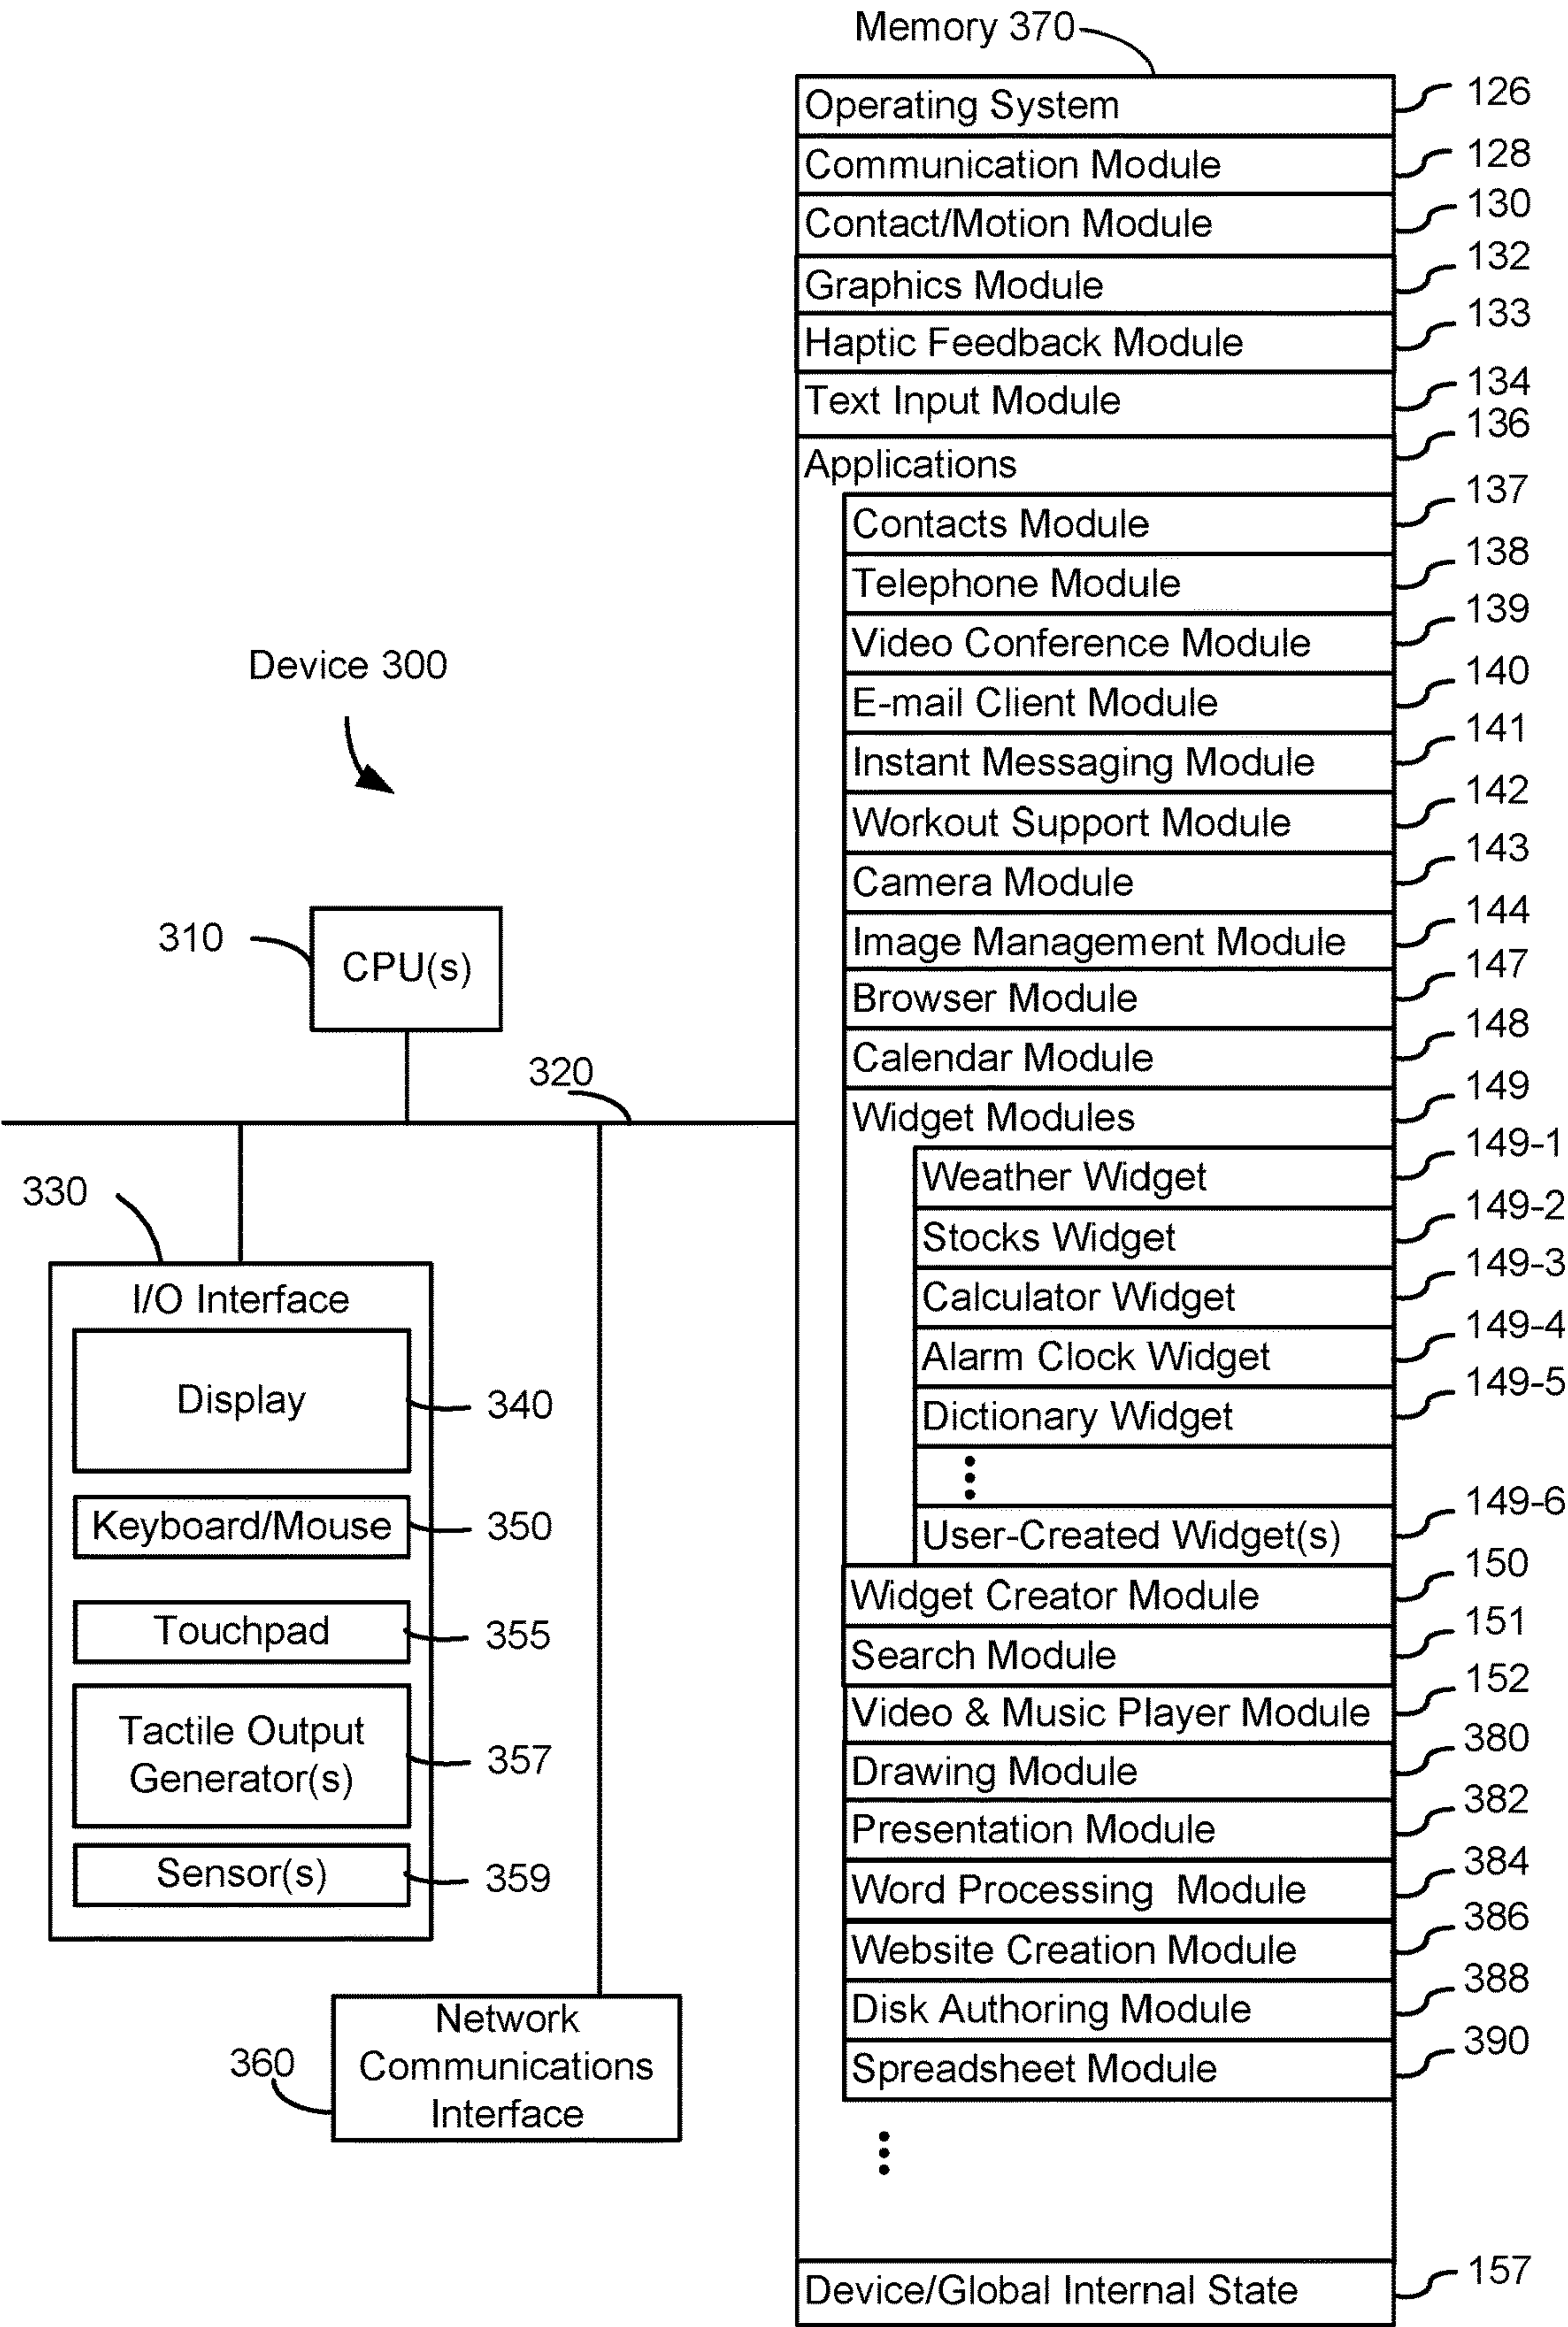 Memory 370
Operating System 126
Communication Module 128
Contact/Motion Module 130
Graphics Module 132
Haptic Feedback Module 133
Text Input Module 134
Applications 136
Contacts Module 137
Telephone Module 138
Video Conference Module 139
E-mail Client Module 140
Instant Messaging Module 141
Workout Support Module 142
Camera Module 143
Image Management Module 144
Browser Module 147
Calendar Module 148
Widget Modules 149
Weather Widget 149-1
Stocks Widget 149-2
Calculator Widget 149-3
Alarm Clock Widget 149-4
Dictionary Widget 149-5
User-Created Widget(s) 149-6
Widget Creator Module 150
Search Module 151
Video & Music Player Module 152
Drawing Module 380
Presentation Module 382
Word Processing Module 384
Website Creation Module 386
Disk Authoring Module 388
Spreadsheet Module 390
Device/Global Internal State 157
Device 300
310
CPU(s)
320
330
I/O Interface
Display 340
Keyboard/Mouse 350
Touchpad 355
Tactile Output
Generator(s) 357
Sensor(s) 359
360
Network
Communications
Interface